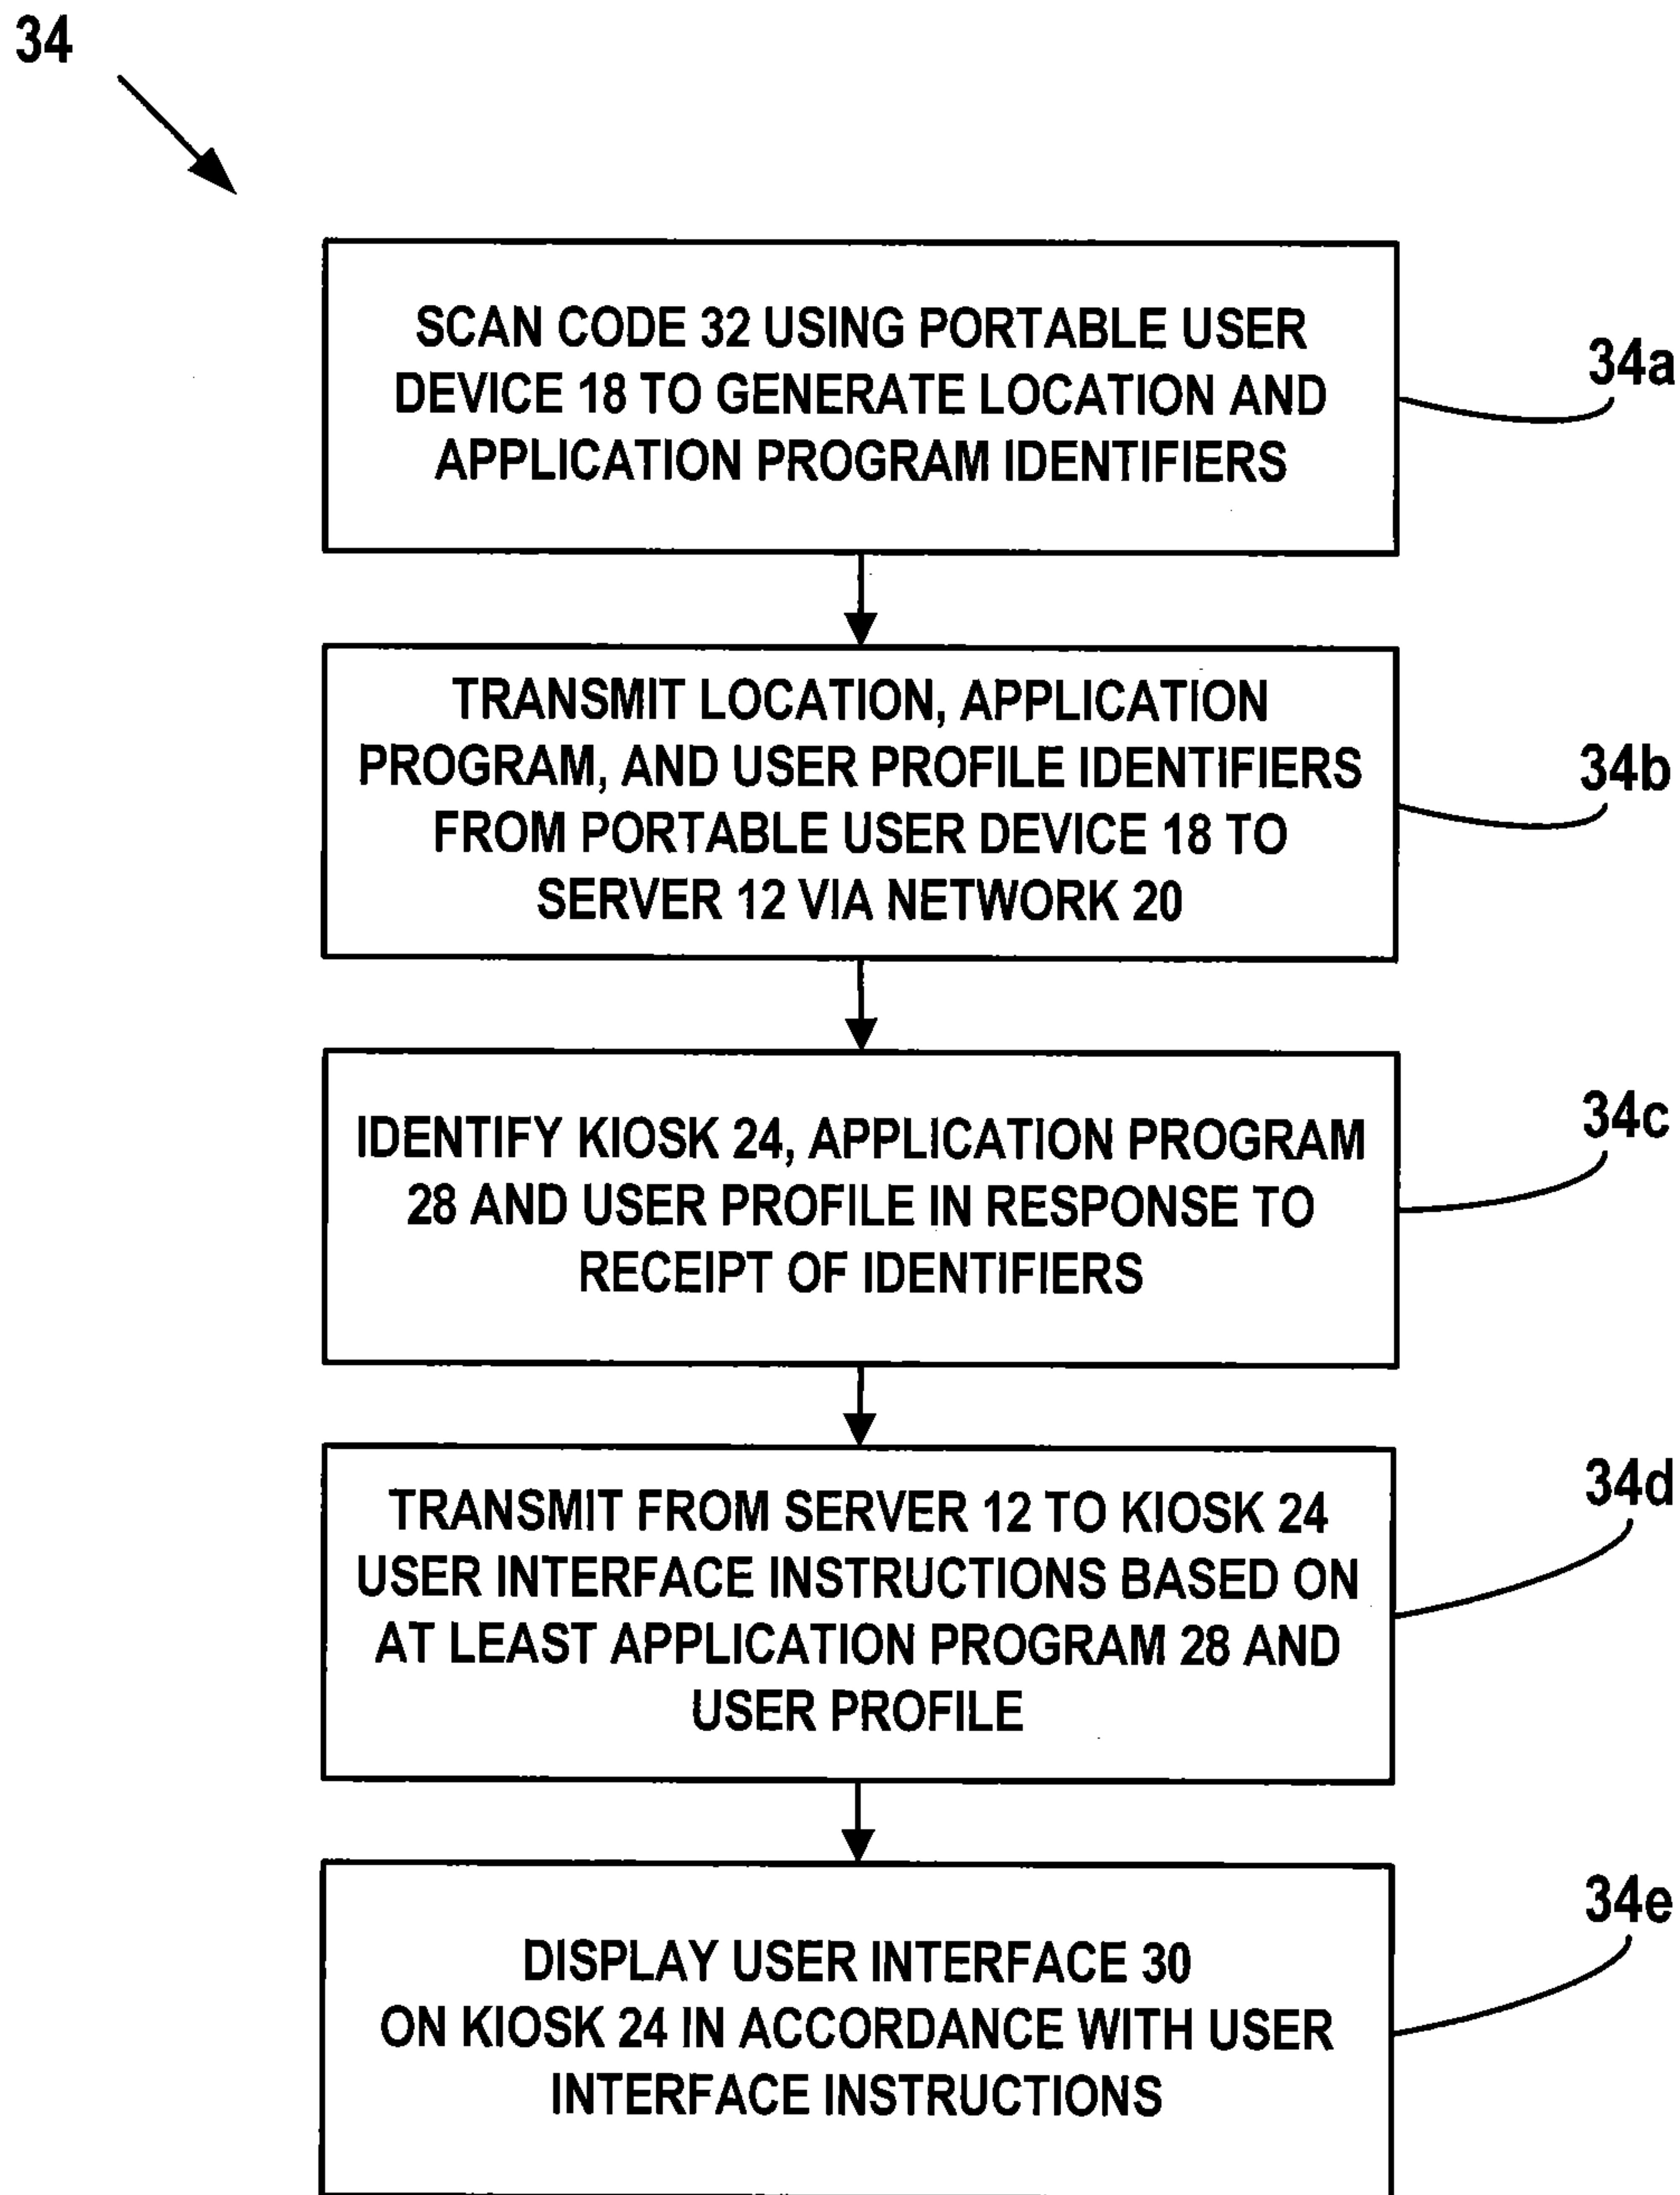 34
SCAN CODE 32 USING PORTABLE USER
DEVICE 18 TO GENERATE LOCATION AND
APPLICATION PROGRAM IDENTIFIERS
34a
TRANSMIT LOCATION, APPLICATION
PROGRAM, AND USER PROFILE IDENTIFIERS
FROM PORTABLE USER DEVICE 18 TO
SERVER 12 VIA NETWORK 20
34b
IDENTIFY KIOSK 24, APPLICATION PROGRAM
28 AND USER PROFILE IN RESPONSE TO
RECEIPT OF IDENTIFIERS
34c
TRANSMIT FROM SERVER 12 TO KIOSK 24
USER INTERFACE INSTRUCTIONS BASED ON
AT LEAST APPLICATION PROGRAM 28 AND
USER PROFILE
34d
DISPLAY USER INTERFACE 30
ON KIOSK 24 IN ACCORDANCE WITH USER
INTERFACE INSTRUCTIONS
34e